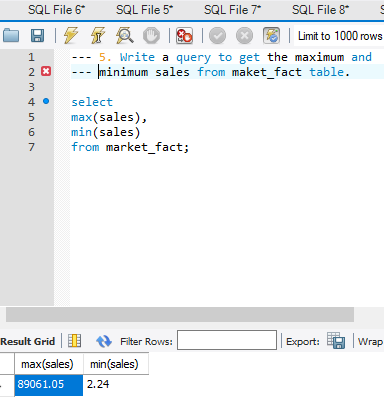 SQL File 6* SQL File 5* SQL File 7* SQL File 8*
Limit to 1000 rows
1 --- 5. Write a query to get the maximum and
2 --- minimum sales from maket_fact table.
3
4 select
5 max(sales),
6 min(sales)
7 from market_fact;
Result Grid Filter Rows: Export: Wrap
max(sales) min(sales)
89061.05 2.24